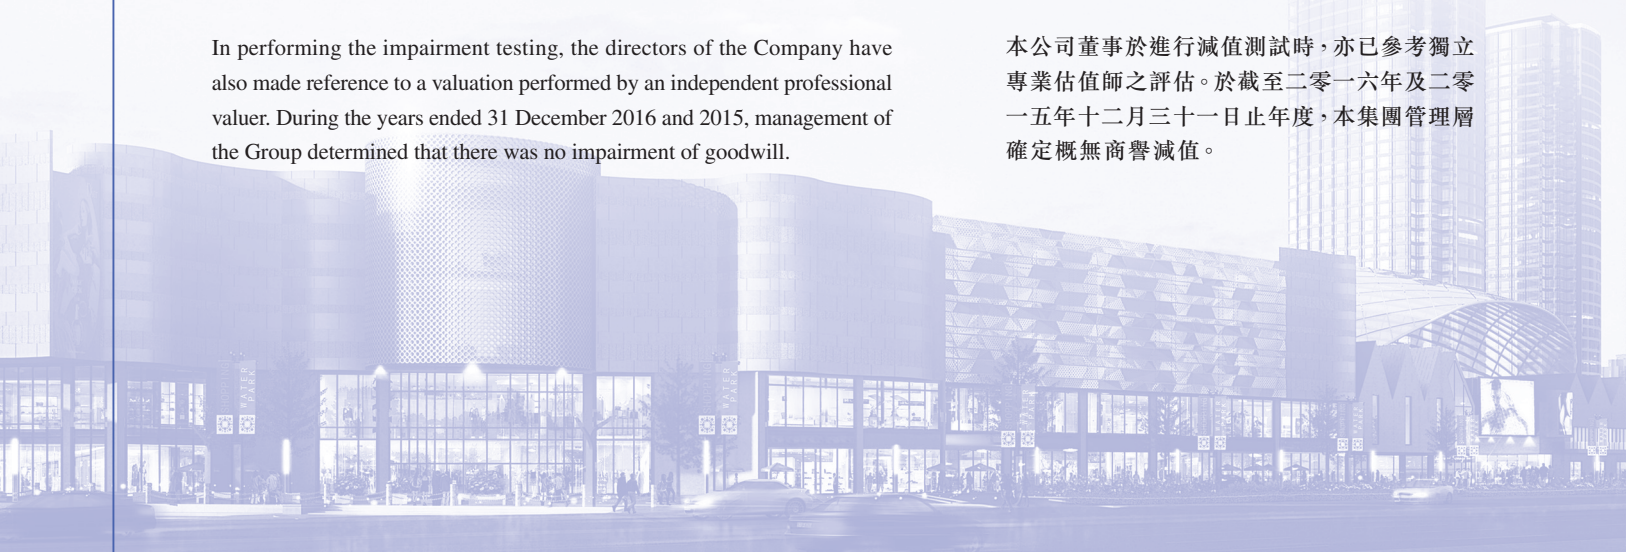 In performing the impairment testing, the directors of the Company have
also made reference to a valuation performed by an independent professional
valuer. During the years ended 31 December 2016 and 2015, management of
the Group determined that there was no impairment of goodwill.
本公司董事於進行減值測試時，亦已參考獨立
專業估值師之評估。於截至二零一六年及二零
一五年十二月三十一日止年度，本集團管理層
確定概無商譽減值。
WATER PARK
WATER PARK